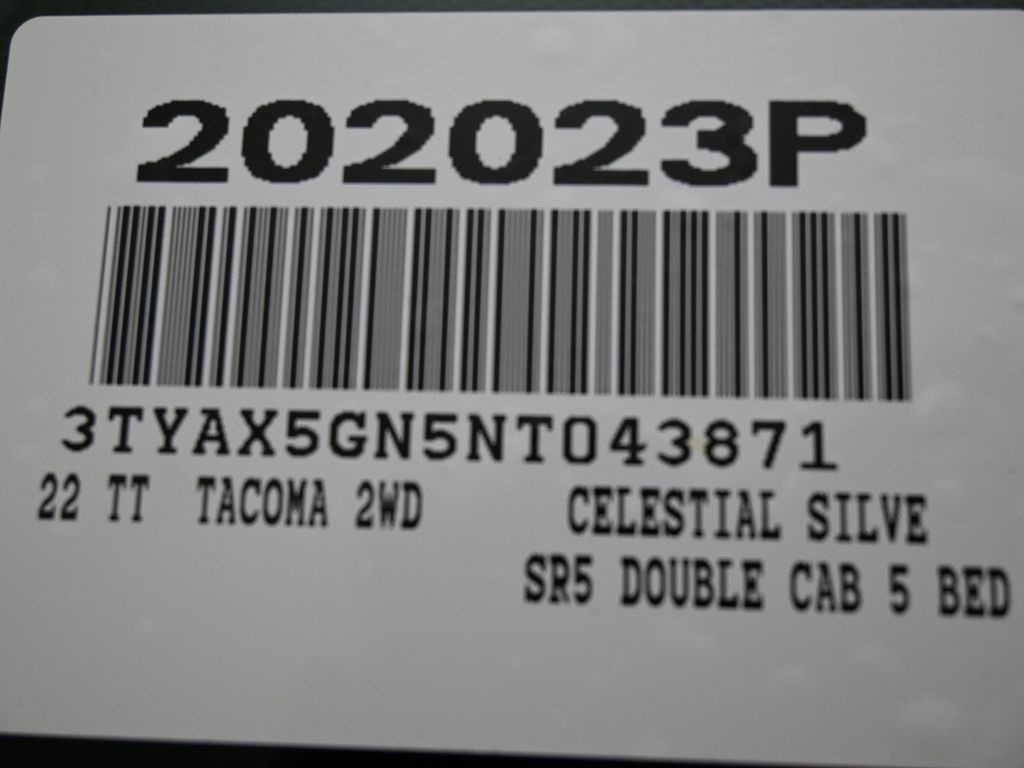 202023P
3TYAX5GN5NT043871
22 TT TACOMA 2WD CELESTIAL SILVE
SR5 DOUBLE CAB 5 BED